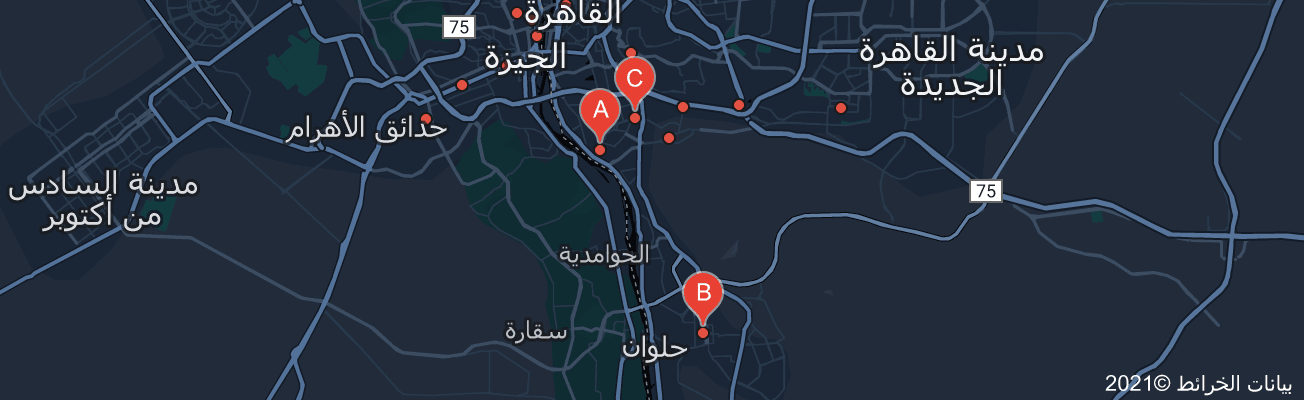 القاهرة
75
الجيزة
مدينة القاهرة
الجديدة
C
A
حدائق الأهرام
مدينة السادس
من أكتوبر
75
الحوامدية
B
سقارة
حلوان
بيانات الخرائط ©2021